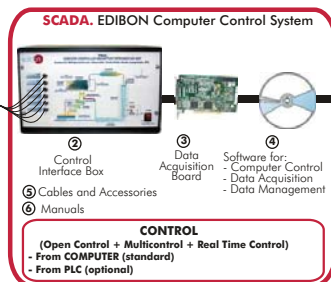 SCADA. EDIBON Computer Control System
② ③ ④
Control
Interface Box
Data
Acquisition
Board
Software for:
- Computer Control
- Data Acquisition
- Data Management
⑤ Cables and Accessories
⑥ Manuals
CONTROL
(Open Control + Multicontrol + Real Time Control)
- From COMPUTER (standard)
- From PLC (optional)